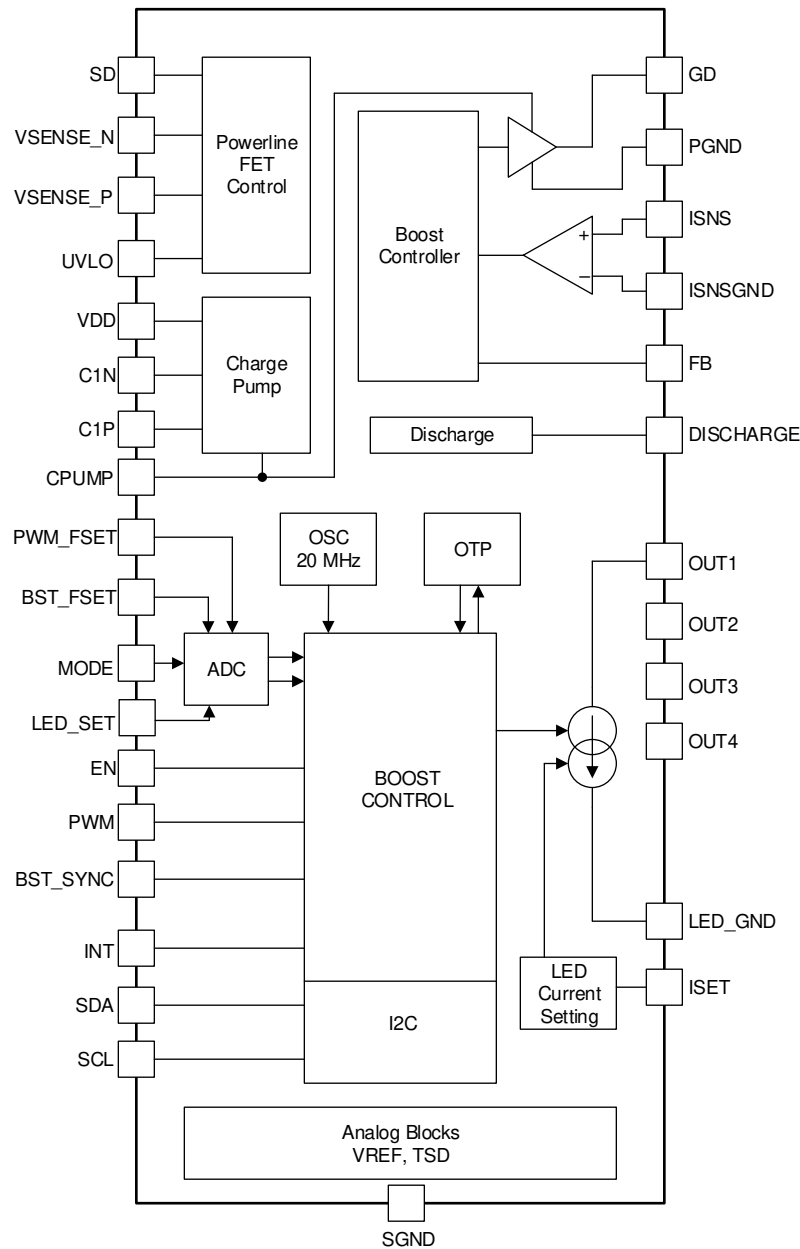 SD
VSENSE_N
VSENSE_P
UVLO
Powerline
FET
Control
VDD
C1N
C1P
CPUMP
Charge
Pump
Boost
Controller
+
−
GD
PGND
ISNS
ISNSGND
FB
Discharge
DISCHARGE
PWM_FSET
BST_FSET
MODE
LED_SET
ADC
OSC
20 MHz
OTP
OUT1
OUT2
OUT3
OUT4
EN
PWM
BST_SYNC
INT
SDA
SCL
BOOST
CONTROL
I2C
LED_GND
LED
Current
Setting
ISET
Analog Blocks
VREF, TSD
SGND